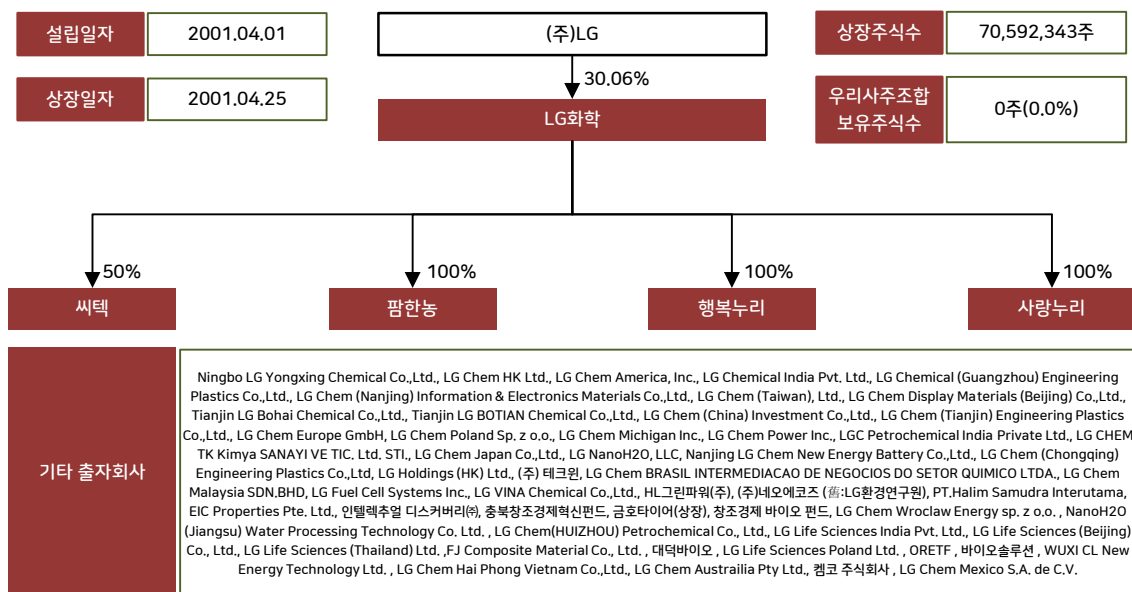 설립일자
2001.04.01
(주)LG
상장주식수
70,592,343주
상장일자
2001.04.25
30.06%
LG화학
우리사주조합
보유주식수
0주(0.0%)
50%
100%
100%
100%
씨텍
팜한농
행복누리
사랑누리
기타 출자회사
Ningbo LG Yongxing Chemical Co.,Ltd., LG Chem HK Ltd., LG Chem America, Inc., LG Chemical India Pvt. Ltd., LG Chemical (Guangzhou) Engineering
Plastics Co.,Ltd., LG Chem (Nanjing) Information & Electronics Materials Co.,Ltd., LG Chem (Taiwan), Ltd., LG Chem Display Materials (Beijing) Co.,Ltd.,
Tianjin LG Bohai Chemical Co.,Ltd., Tianjin LG BOTIAN Chemical Co.,Ltd., LG Chem (China) Investment Co.,Ltd., LG Chem (Tianjin) Engineering Plastics
Co.,Ltd., LG Chem Europe GmbH, LG Chem Poland Sp. z o.o., LG Chem Michigan Inc., LG Chem Power Inc., LGC Petrochemical India Private Ltd., LG CHEM
TK Kimya SANAYI VE TIC. Ltd. STI., LG Chem Japan Co.,Ltd., LG NanoH2O, LLC, Nanjing LG Chem New Energy Battery Co.,Ltd., LG Chem (Chongqing)
Engineering Plastics Co.,Ltd, LG Holdings (HK) Ltd., (주) 테크윈, LG Chem BRASIL INTERMEDIACAO DE NEGOCIOS DO SETOR QUIMICO LTDA., LG Chem
Malaysia SDN.BHD, LG Fuel Cell Systems Inc., LG VINA Chemical Co.,Ltd., HL그린파워(주), (주)네오에코즈 (舊:LG환경연구원), PT.Halim Samudra Interutama,
EIC Properties Pte. Ltd., 인텔렉추얼 디스커버리㈜, 충북창조경제혁신펀드, 금호타이어(상장), 창조경제 바이오 펀드, LG Chem Wroclaw Energy sp. z o.o. , NanoH2O
(Jiangsu) Water Processing Technology Co. Ltd. , LG Chem(HUIZHOU) Petrochemical Co., Ltd., LG Life Sciences India Pvt. Ltd., LG Life Sciences (Beijing)
Co., Ltd., LG Life Sciences (Thailand) Ltd. ,FJ Composite Material Co., Ltd. , 대덕바이오 , LG Life Sciences Poland Ltd. , ORETF , 바이오솔루션 , WUXI CL New
Energy Technology Ltd. , LG Chem Hai Phong Vietnam Co.,Ltd., LG Chem Austrailia Pty Ltd., 켐코 주식회사 , LG Chem Mexico S.A. de C.V.